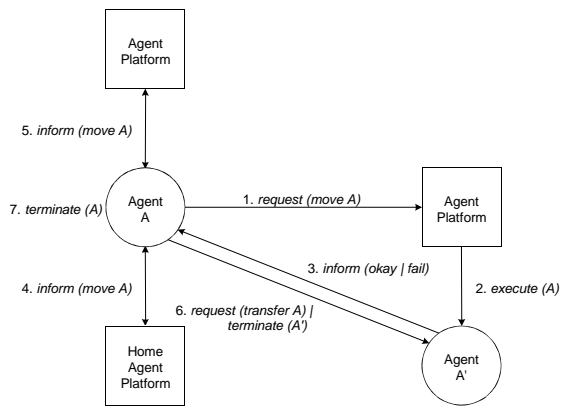 Agent
Platform
5. inform (move A)
7. terminate (A)
Agent
A
1. request (move A)
Agent
Platform
3. inform (okay | fail)
4. inform (move A)
6. request (transfer A) |
terminate (A')
2. execute (A)
Home
Agent
Platform
Agent
A'